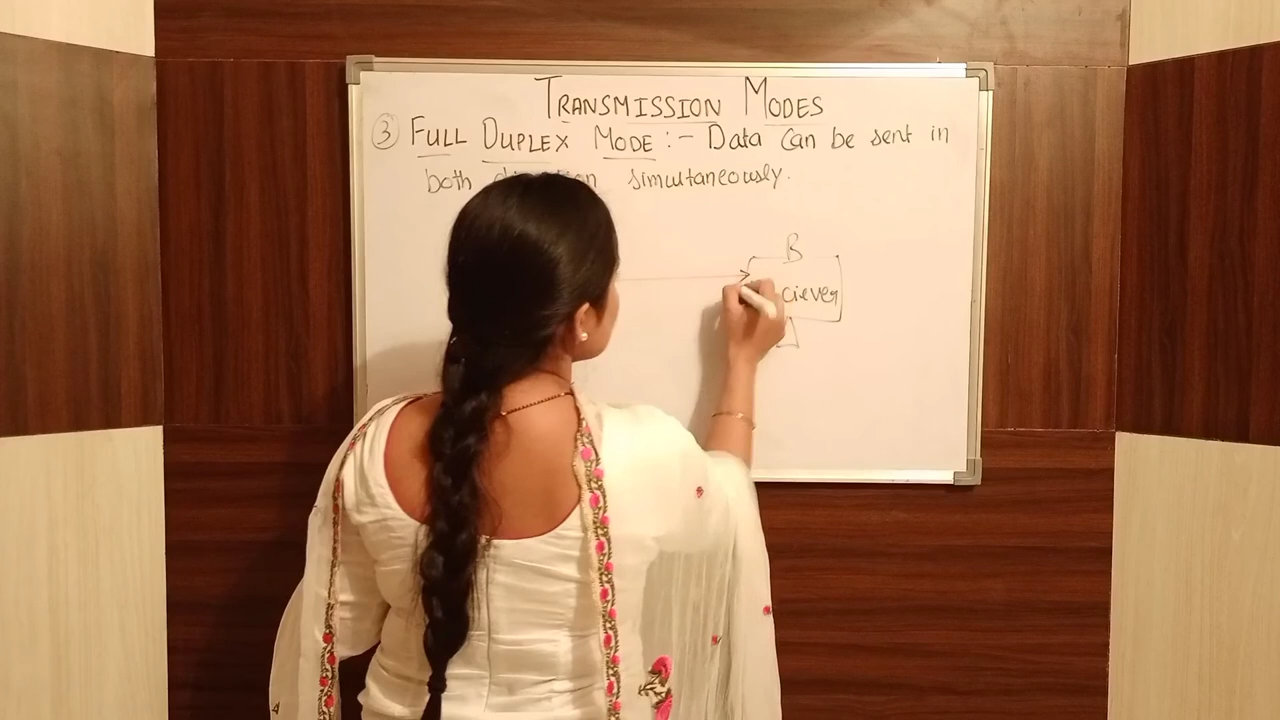 TRANSMISSION MODES
③ FULL DUPLEX MODE :- Data can be sent in
both simultaneously.
B
ciever